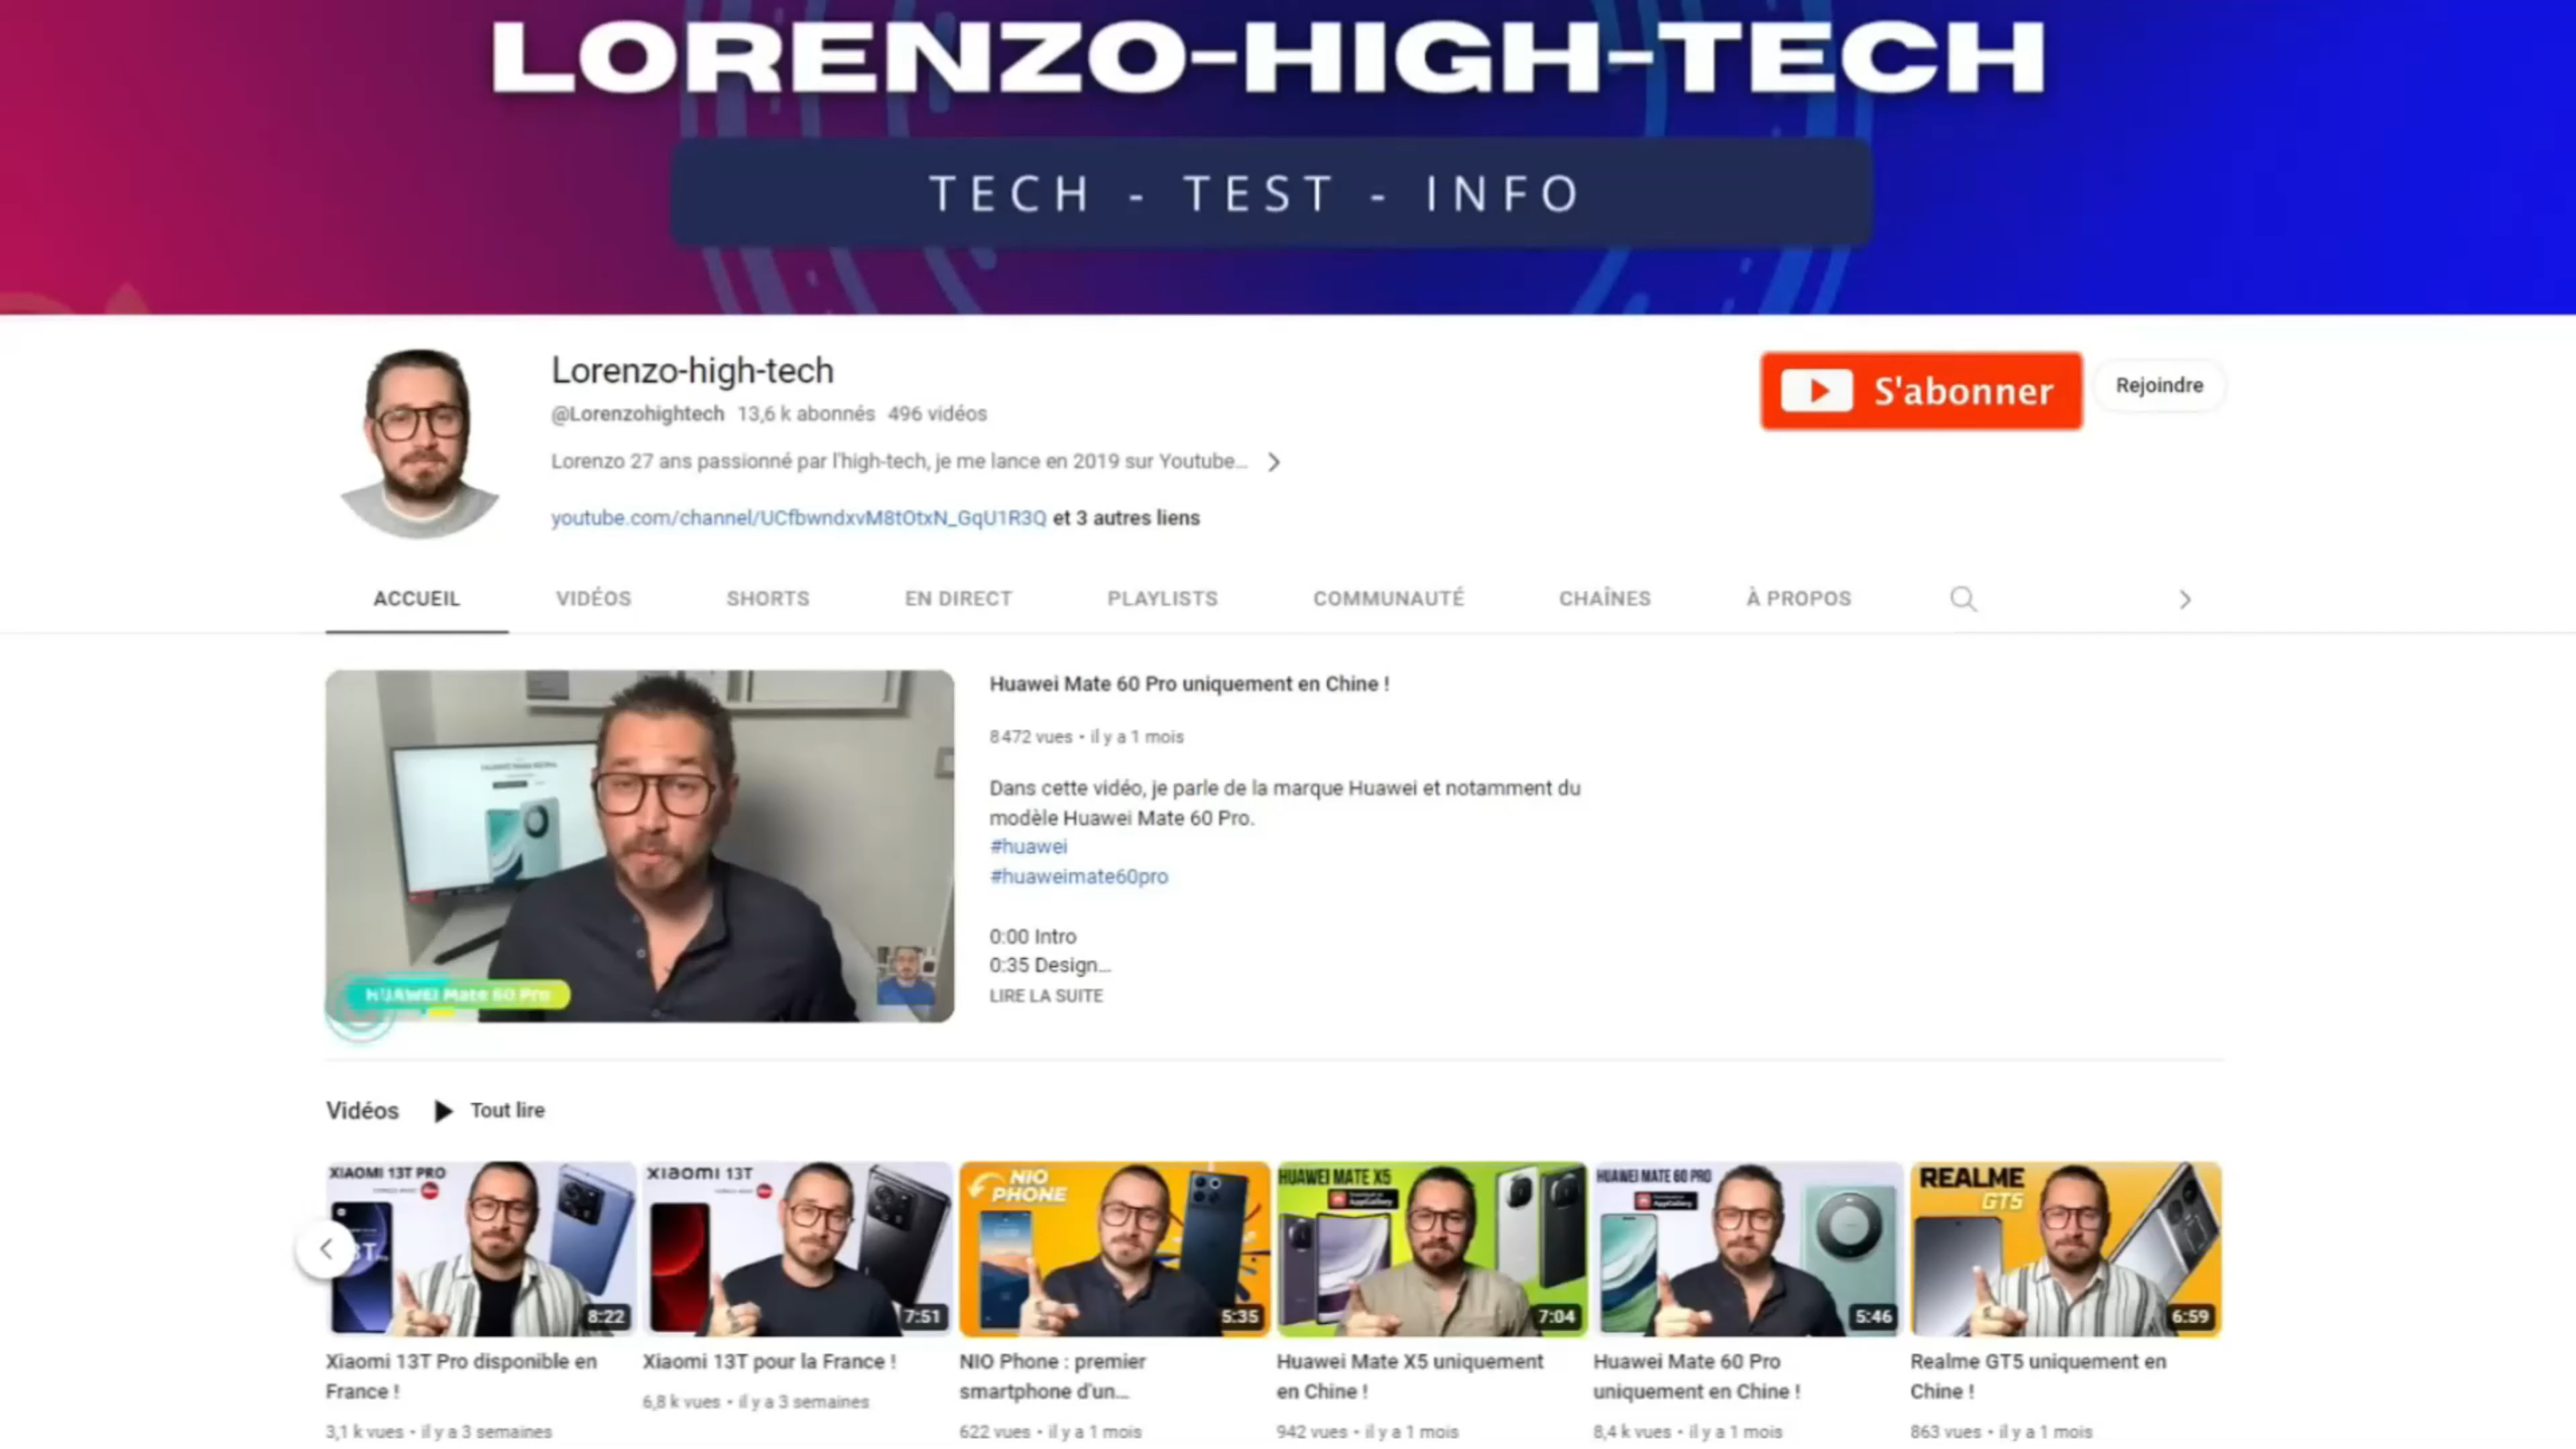 LORENZO-HIGH-TECH
TECH - TEST - INFO
Lorenzo-high-tech
@Lorenzohightech 13,6 k abonnés 496 vidéos
Lorenzo 27 ans passionné par l'high-tech, je me lance en 2019 sur Youtube...
youtube.com/channel/UCfbwndxvM8tOtxN_GqU1R3Q et 3 autres liens
S'abonner
Rejoindre
ACCUEIL VIDÉOS SHORTS EN DIRECT PLAYLISTS COMMUNAUTÉ CHAÎNES À PROPOS
HUAWEI Mate 60 Pro
Huawei Mate 60 Pro uniquement en Chine !
8 472 vues • il y a 1 mois
Dans cette vidéo, je parle de la marque Huawei et notamment du
modèle Huawei Mate 60 Pro.
#huawei
#huaweimate60pro
0:00 Intro
0:35 Design...
LIRE LA SUITE
Vidéos Tout lire
XIAOMI 13T PRO
8:22
Xiaomi 13T Pro disponible en
France !
3,1 k vues • il y a 3 semaines
XIAOMI 13T
7:51
Xiaomi 13T pour la France !
6,8 k vues • il y a 3 semaines
NIO
PHONE
5:35
NIO Phone : premier
smartphone d'un...
622 vues • il y a 1 mois
HUAWEI MATE X5
AppGallery
7:04
Huawei Mate X5 uniquement
en Chine !
942 vues • il y a 1 mois
HUAWEI MATE 60 PRO
AppGallery
5:46
Huawei Mate 60 Pro
uniquement en Chine !
8,4 k vues • il y a 1 mois
REALME
GT5
6:59
Realme GT5 uniquement en
Chine !
863 vues • il y a 1 mois